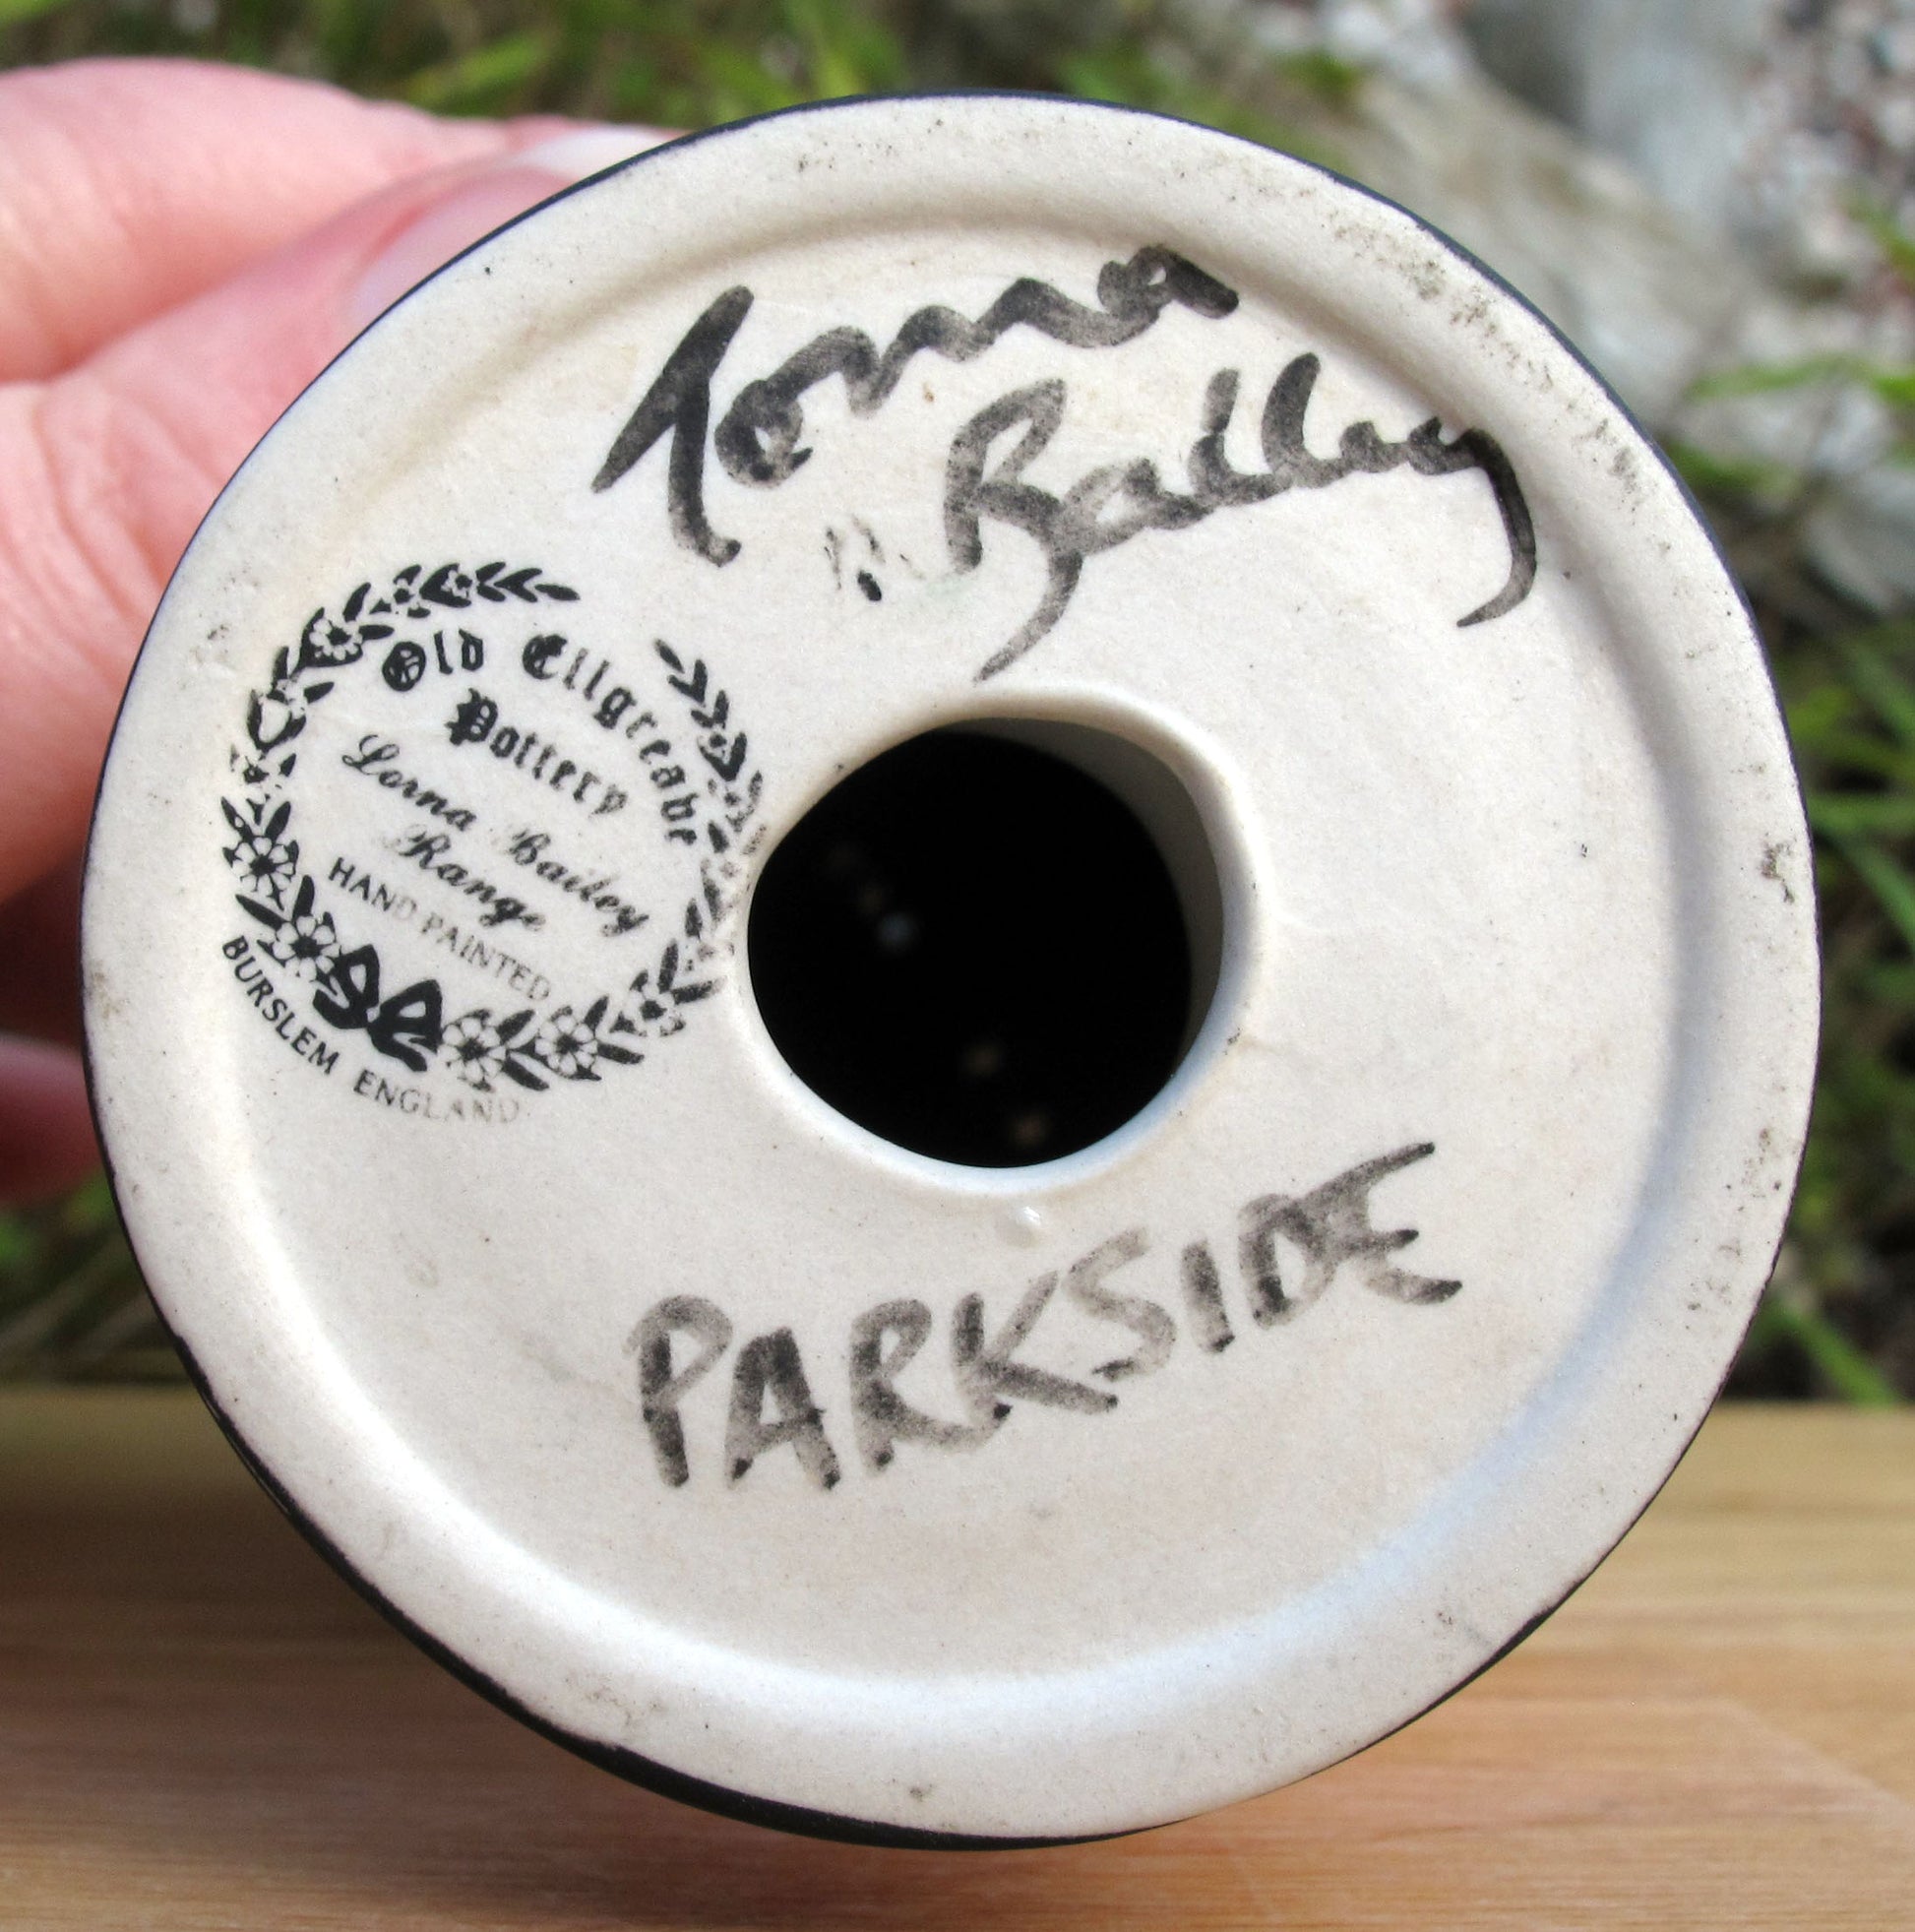 Lorna
Bailey
Old Ellgreave
Pottery
Lorna Bailey
Range
HAND PAINTED
BURSLEM ENGLAND
PARKSIDE